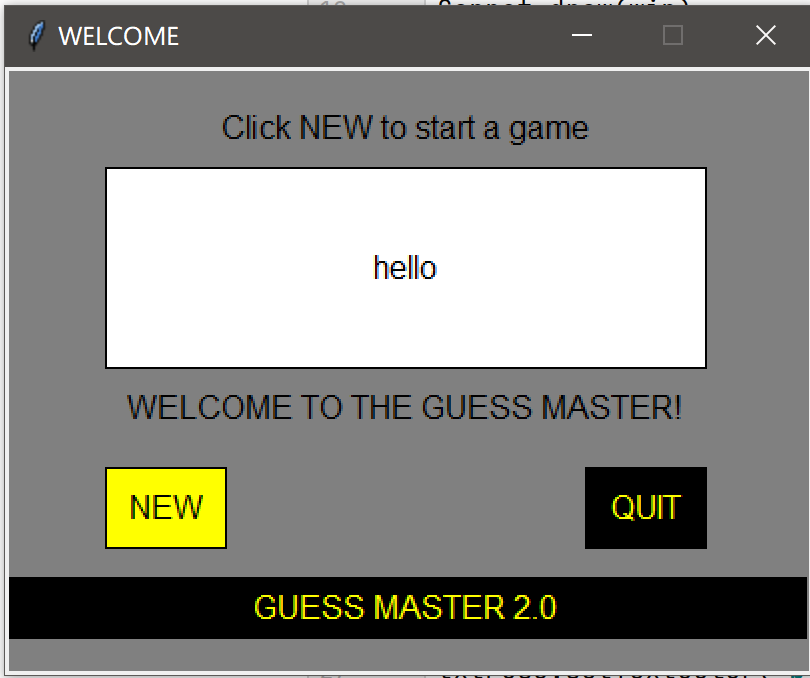 WELCOME
Click NEW to start a game
hello
WELCOME TO THE GUESS MASTER!
NEW
QUIT
GUESS MASTER 2.0